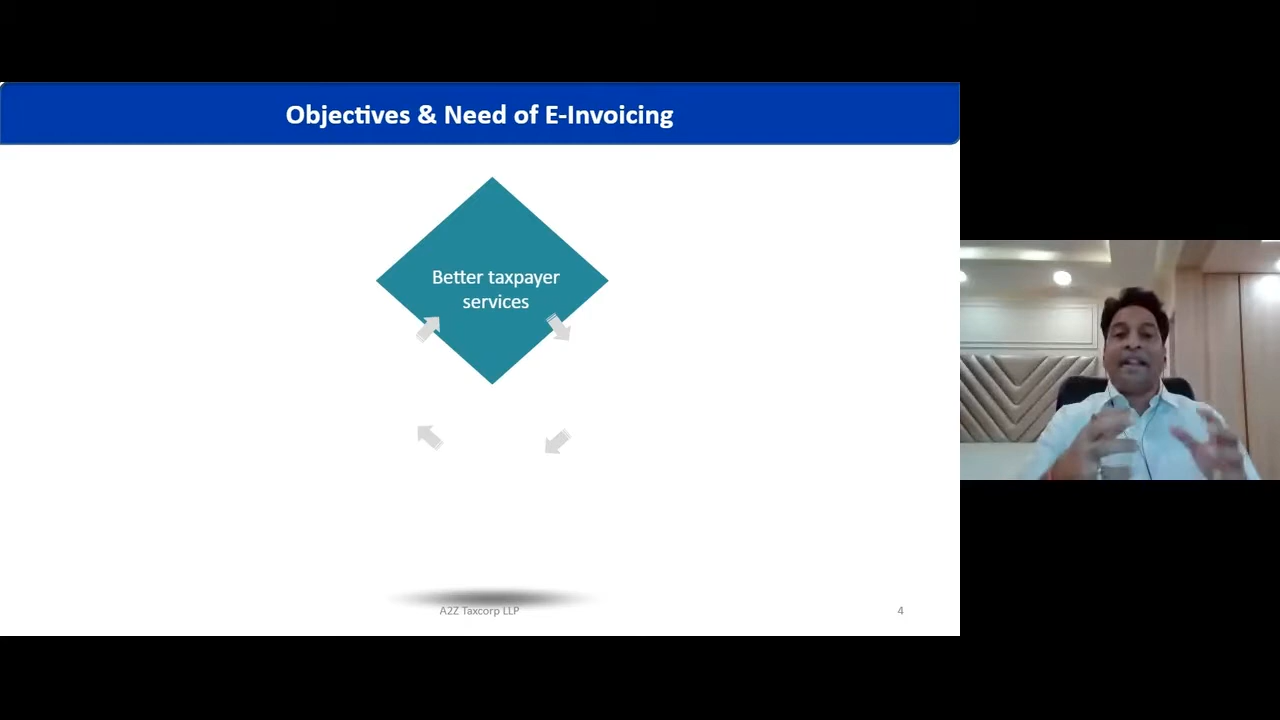 Objectives & Need of E-Invoicing
Better taxpayer
services
A2Z Taxcorp LLP
4